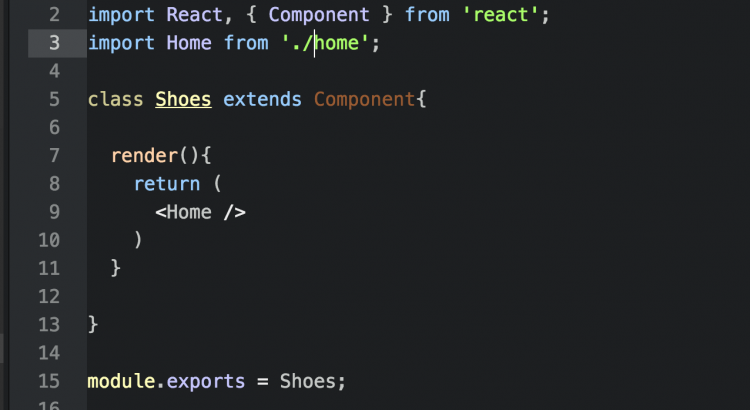 2 import React, { Component } from 'react';
3 import Home from './home';
4
5 class Shoes extends Component{
6
7 render(){
8 return (
9 <Home />
10 )
11 }
12
13 }
14
15 module.exports = Shoes;
16